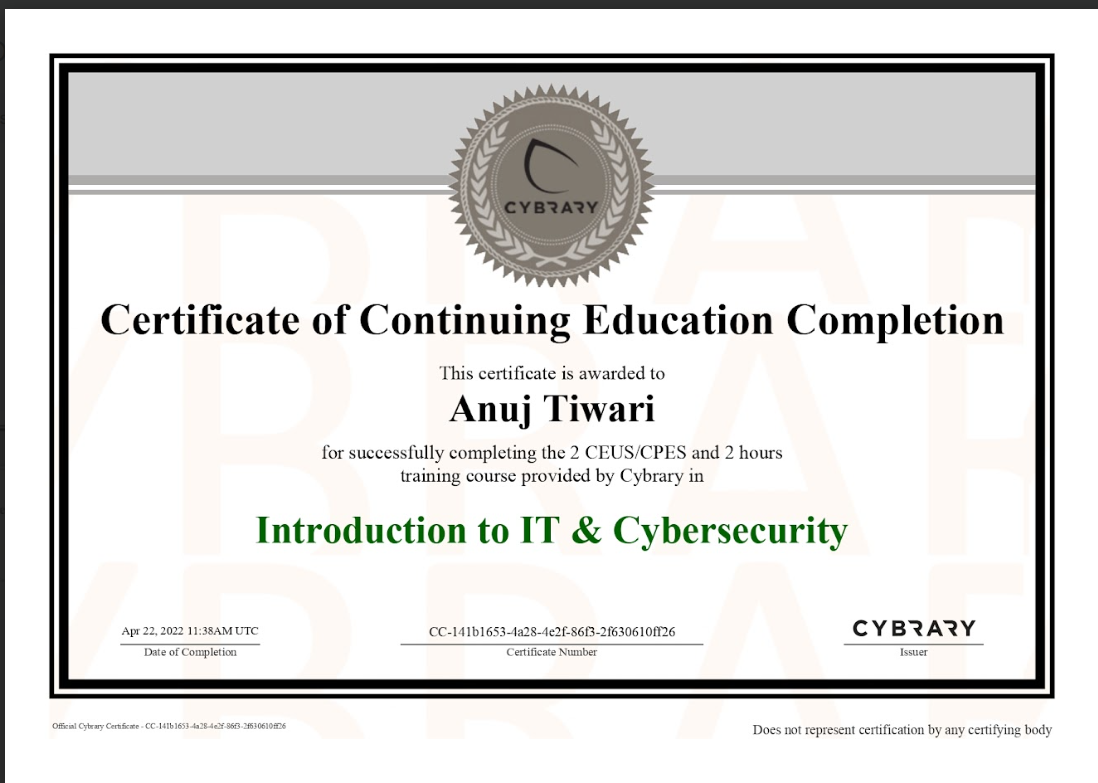 CYBRARY
Certificate of Continuing Education Completion
This certificate is awarded to
Anuj Tiwari
for successfully completing the 2 CEUS/CPES and 2 hours
training course provided by Cybrary in
Introduction to IT & Cybersecurity
Apr 22, 2022 11:38AM UTC
Date of Completion
CC-141b1653-4a28-4e2f-86f3-2f630610ff26
Certificate Number
CYBRARY
Issuer
Official Cybrary Certificate - CC-141b1653-4a28-4e2f-86f3-2f630610ff26
Does not represent certification by any certifying body